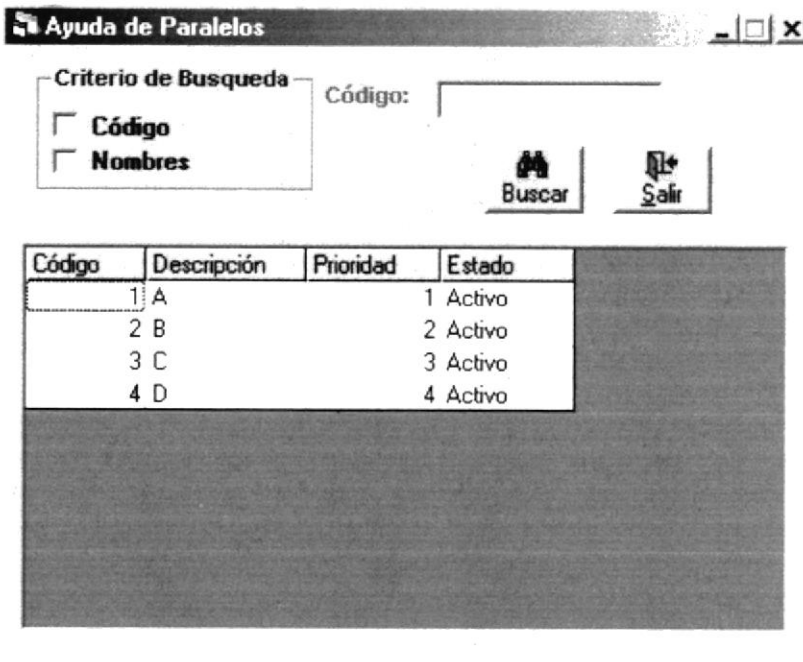 Ayuda de Paralelos
Criterio de Busqueda
Código:
Código
Nombres
Buscar
Salir
Código Descripción Prioridad Estado
1 A 1 Activo
2 B 2 Activo
3 C 3 Activo
4 D 4 Activo